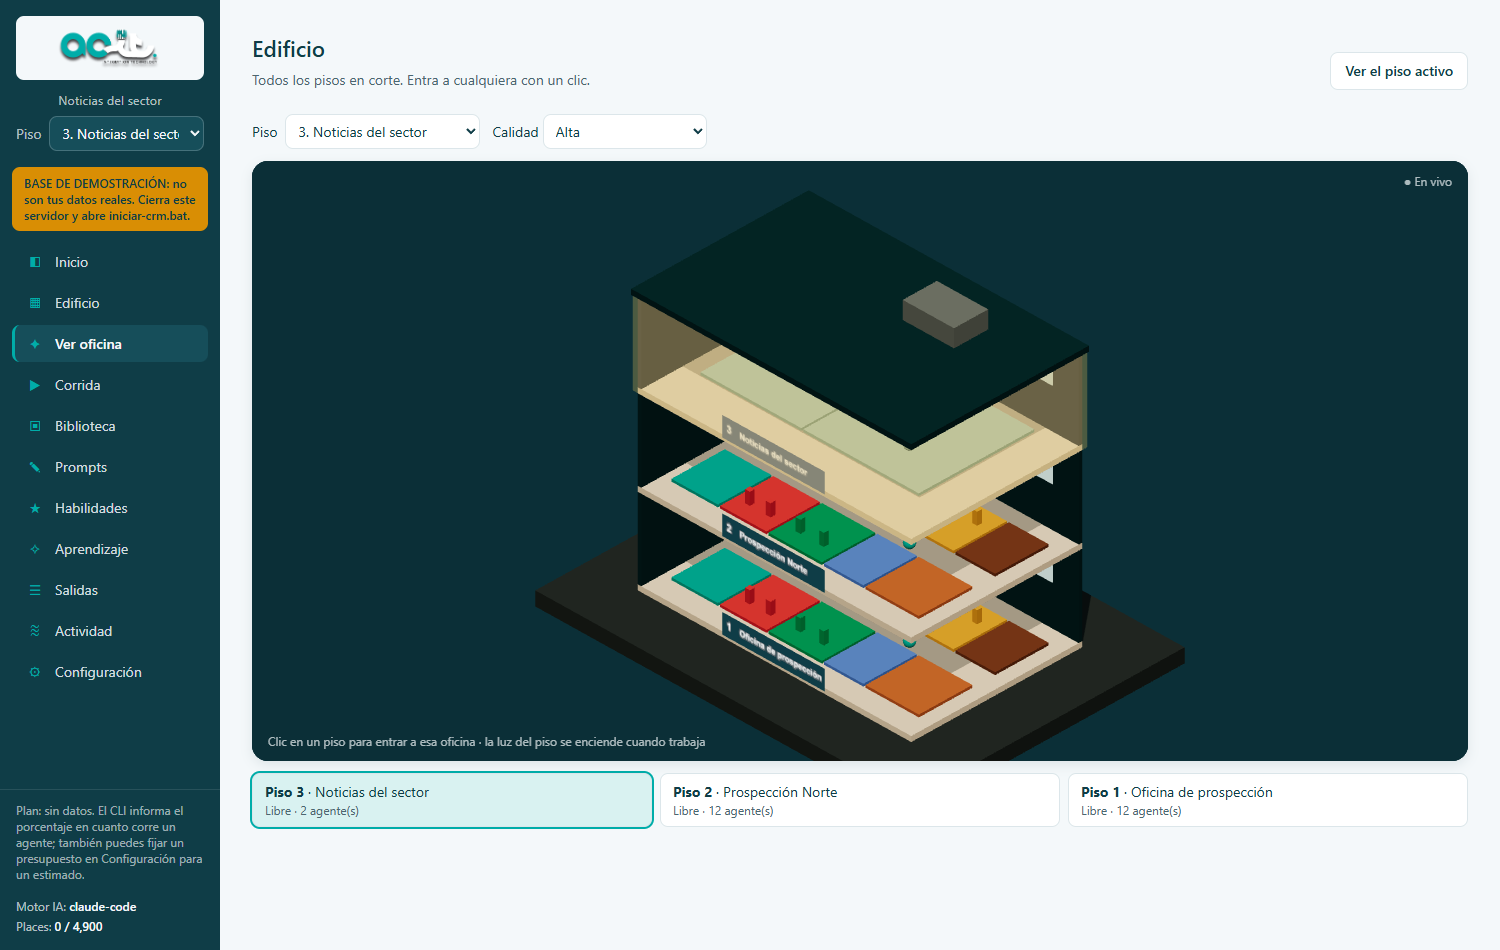 acit
Noticias del sector
Piso
3. Noticias del sect
BASE DE DEMOSTRACIÓN: no
son tus datos reales. Cierra este
servidor y abre iniciar-crm.bat.
Inicio
Edificio
Ver oficina
Corrida
Biblioteca
Prompts
Habilidades
Aprendizaje
Salidas
Actividad
Configuración
Plan: sin datos. El CLI informa el
porcentaje en cuanto corre un
agente; también puedes fijar un
presupuesto en Configuración para
un estimado.
Motor IA: claude-code
Places: 0 / 4,900
Edificio
Todos los pisos en corte. Entra a cualquiera con un clic.
Ver el piso activo
Piso
3. Noticias del sector
Calidad
Alta
En vivo
3 Noticias del sector
2 Prospección Norte
1 Oficina de prospección
Clic en un piso para entrar a esa oficina · la luz del piso se enciende cuando trabaja
Piso 3 · Noticias del sector
Libre · 2 agente(s)
Piso 2 · Prospección Norte
Libre · 12 agente(s)
Piso 1 · Oficina de prospección
Libre · 12 agente(s)